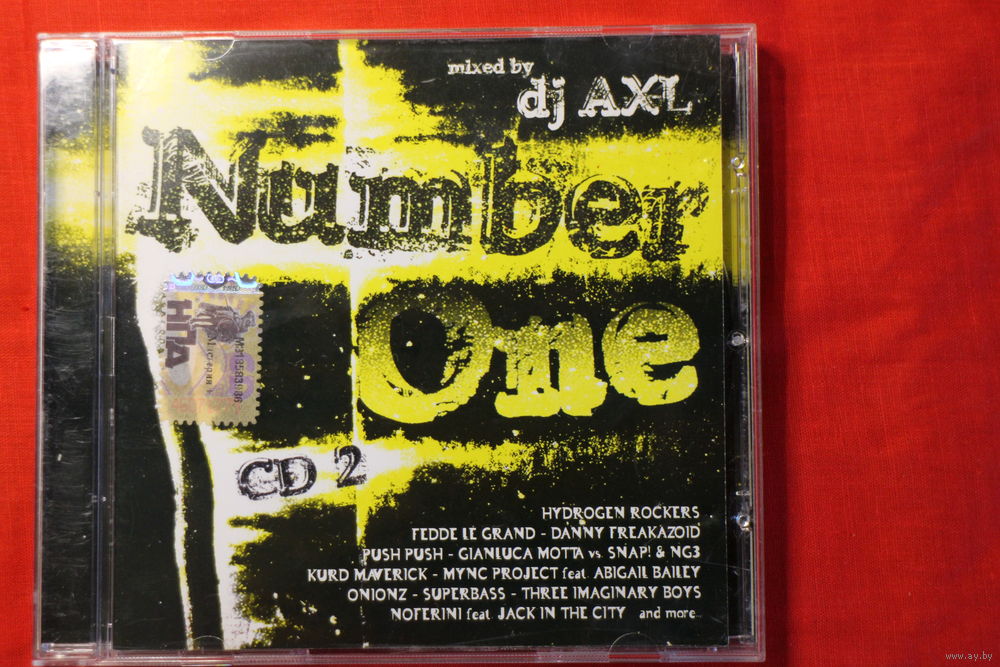 mixed by
dj AXL
Number
One
НПД
CD 2
HYDROGEN ROCKERS
FEDDE LE GRAND - DANNY FREAKAZOID
PUSH PUSH - GIANLUCA MOTTA vs. SNAP! & NG3
KURD MAVERICK - MYNC PROJECT feat. ABIGAIL BAILEY
ONIONZ - SUPERBASS - THREE IMAGINARY BOYS
NOFERINI feat. JACK IN THE CITY and more...
www.ay.by